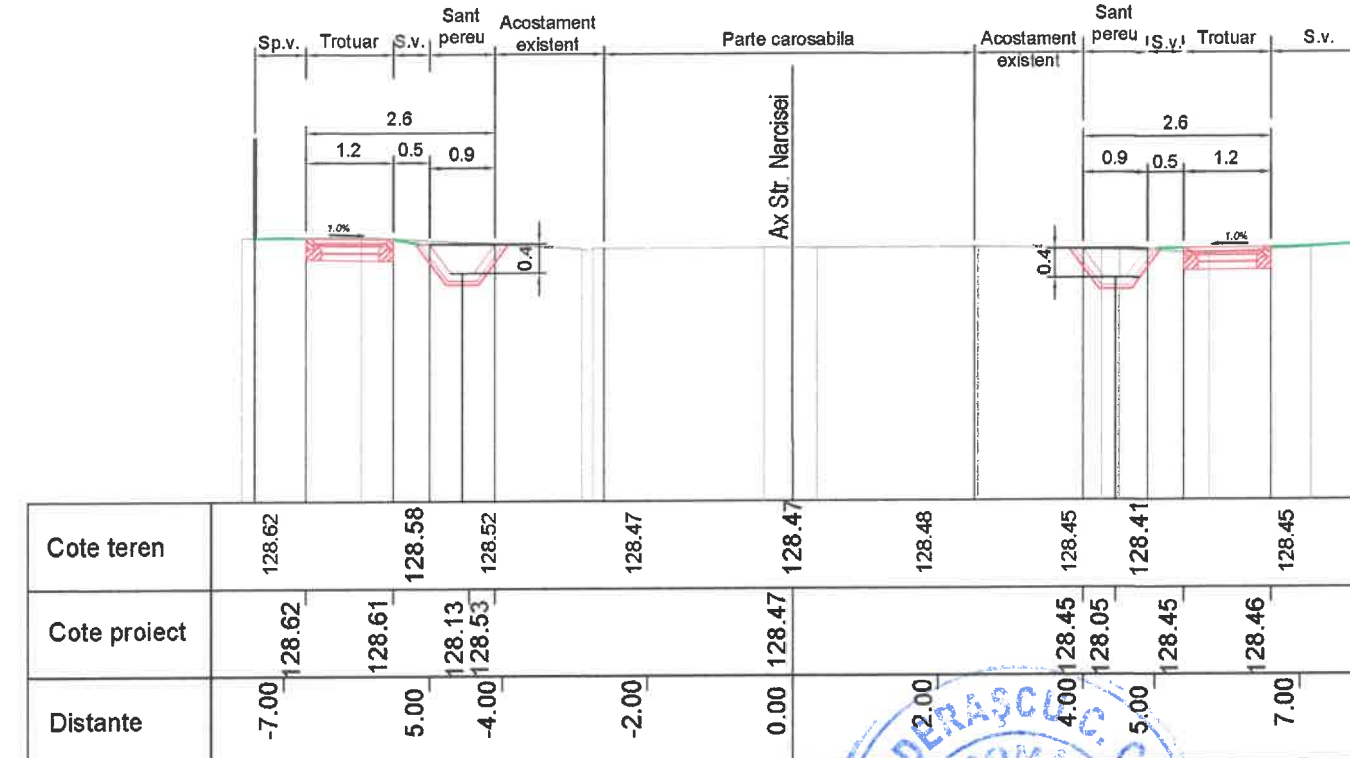 Sp.v. Trotuar S.v. Sant pereu Acostament existent Parte carosabila Acostament existent Sant pereu S.v. Trotuar S.v.
2.6 2.6
1.2 0.5 0.9 0.9 0.5 1.2
Ax Str. Narcisei
1.0% 1.0%
0.4 0.4
Cote teren 128.62 128.58 128.52 128.47 128.47 128.48 128.45 128.41 128.45
Cote proiect 128.62 128.61 128.13 128.53 128.47 128.45 128.05 128.45 128.46
Distante -7.00 5.00 -4.00 -2.00 0.00 2.00 4.00 5.00 7.00
DERAȘCU C.